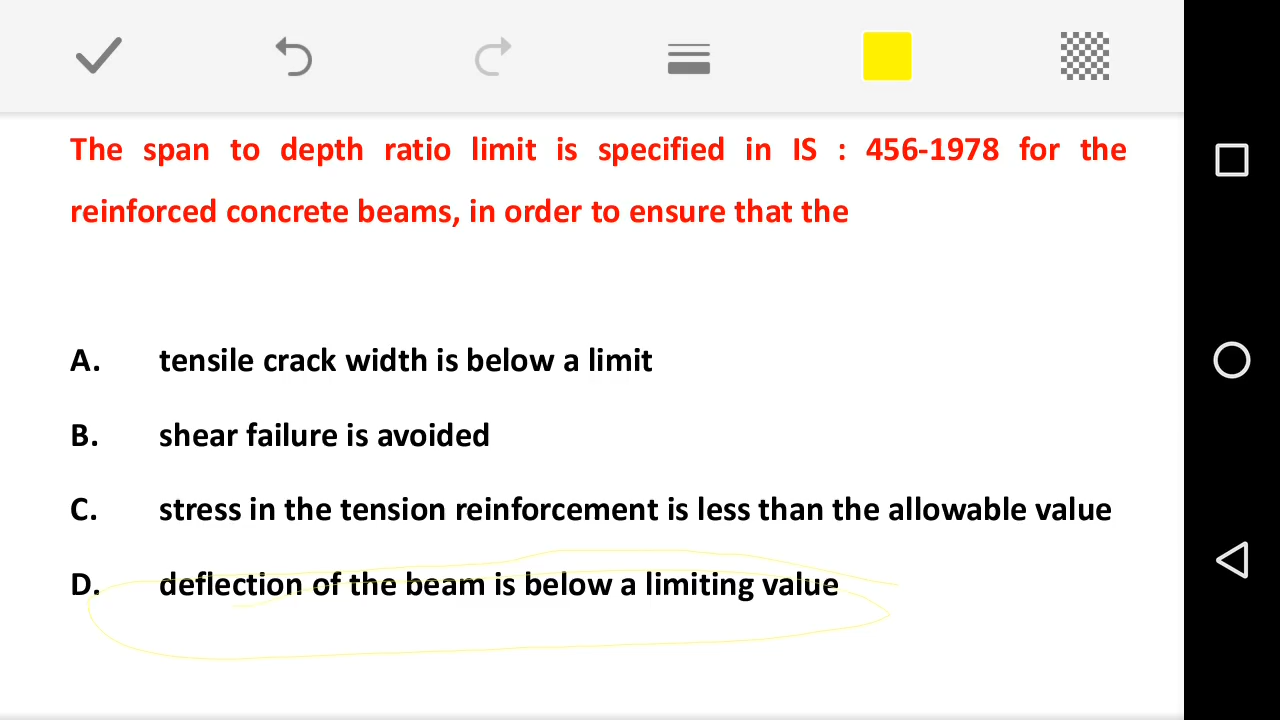 The span to depth ratio limit is specified in IS : 456-1978 for the
reinforced concrete beams, in order to ensure that the
A. tensile crack width is below a limit
B. shear failure is avoided
C. stress in the tension reinforcement is less than the allowable value
D. deflection of the beam is below a limiting value